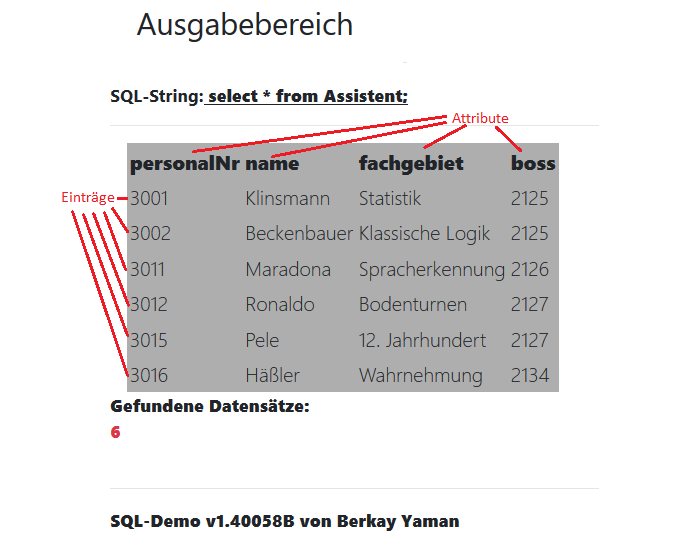 Ausgabebereich
SQL-String: select * from Assistent;
Attribute
personalNr name fachgebiet boss
Einträge 3001 Klinsmann Statistik 2125
3002 Beckenbauer Klassische Logik 2125
3011 Maradona Spracherkennung 2126
3012 Ronaldo Bodenturnen 2127
3015 Pele 12. Jahrhundert 2127
3016 Häßler Wahrnehmung 2134
Gefundene Datensätze:
6
SQL-Demo v1.40058B von Berkay Yaman